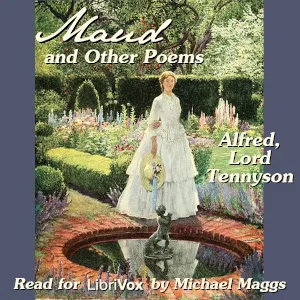 Maud
and Other Poems
Alfred,
Lord
Tennyson
Read for LibriVox by Michael Maggs